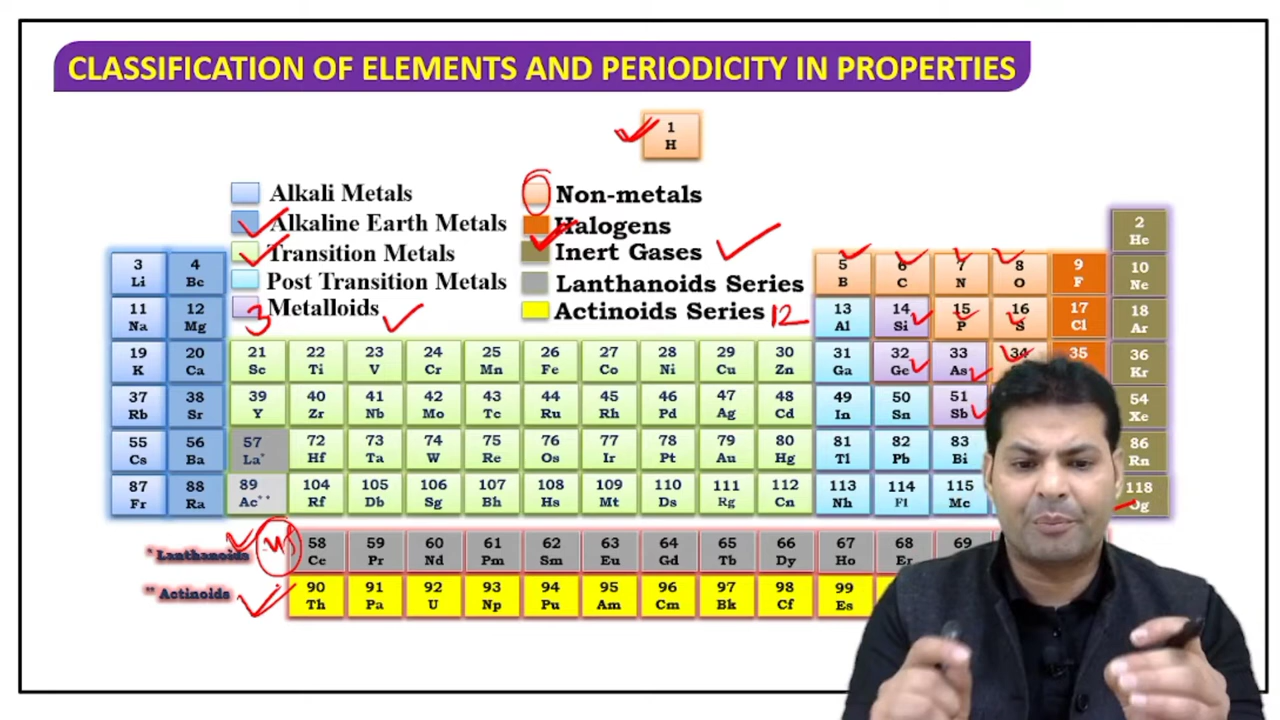 CLASSIFICATION OF ELEMENTS AND PERIODICITY IN PROPERTIES
1
H
Alkali Metals
Alkaline Earth Metals
Transition Metals
Post Transition Metals
Metalloids
Non-metals
Halogens
Inert Gases
Lanthanoids Series
Actinoids Series
3
12
2
He
3 4 5 6 7 8 9 10
Li Be B C N O F Ne
11 12 13 14 15 16 17 18
Na Mg Al Si P S Cl Ar
19 20 21 22 23 24 25 26 27 28 29 30 31 32 33 34 35 36
K Ca Sc Ti V Cr Mn Fe Co Ni Cu Zn Ga Ge As Kr
37 38 39 40 41 42 43 44 45 46 47 48 49 50 51 54
Rb Sr Y Zr Nb Mo Tc Ru Rh Pd Ag Cd In Sn Sb Xe
55 56 57 72 73 74 75 76 77 78 79 80 81 82 83 86
Cs Ba La* Hf Ta W Re Os Ir Pt Au Hg Tl Pb Bi Rn
87 88 89 104 105 106 107 108 109 110 111 112 113 114 115 118
Fr Ra Ac** Rf Db Sg Bh Hs Mt Ds Rg Cn Nh Fl Mc Og
* Lanthanoids
58 59 60 61 62 63 64 65 66 67 68 69
Ce Pr Nd Pm Sm Eu Gd Tb Dy Ho Er
** Actinoids
90 91 92 93 94 95 96 97 98 99
Th Pa U Np Pu Am Cm Bk Cf Es